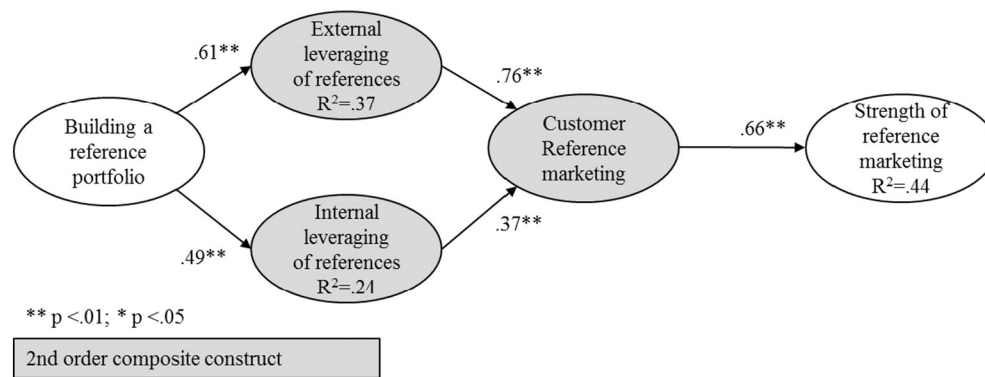 External
leveraging
of references
R²=.37
.61**
.76**
Building a
reference
portfolio
Customer
Reference
marketing
.66**
Strength of
reference
marketing
R²=.44
Internal
leveraging
of references
R²=.24
.49**
.37**
** p <.01; * p <.05
2nd order composite construct